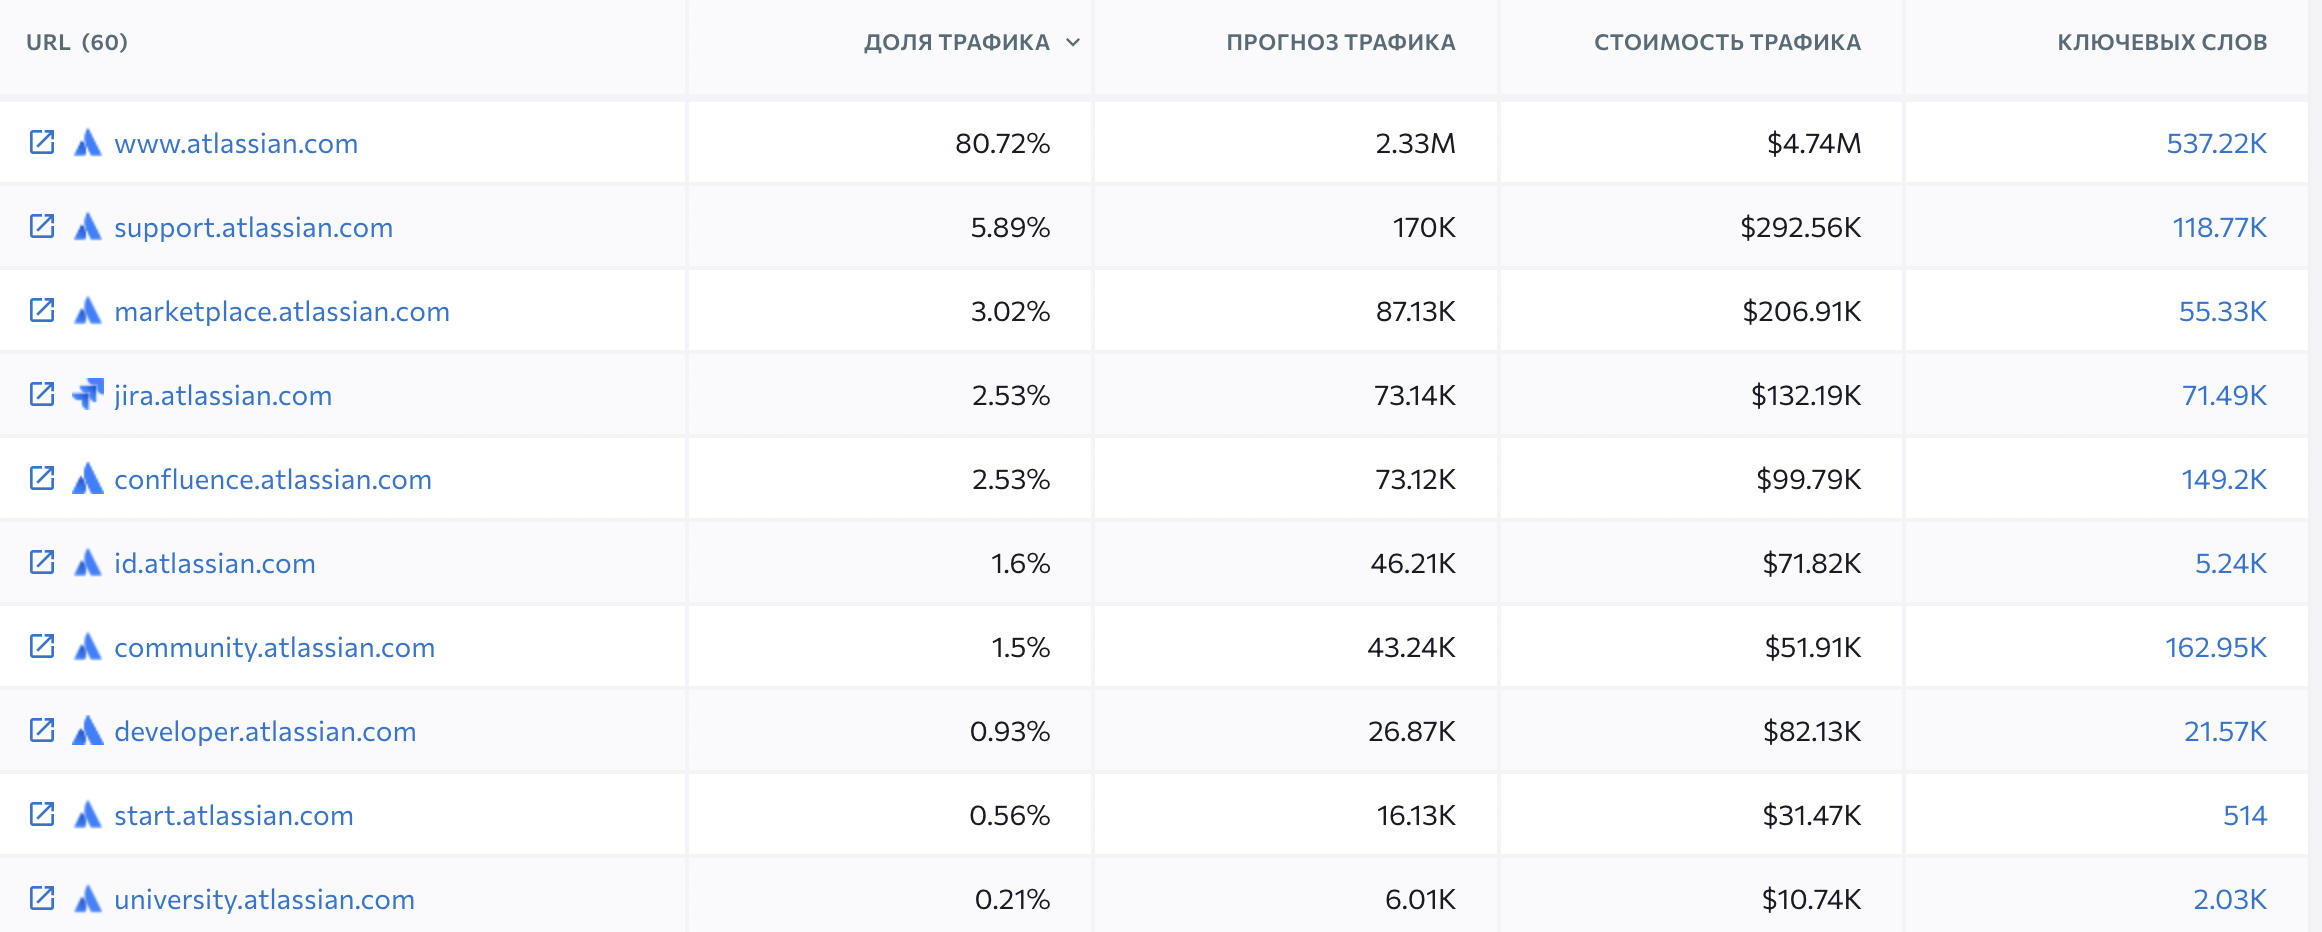 URL (60) ДОЛЯ ТРАФИКА ПРОГНОЗ ТРАФИКА СТОИМОСТЬ ТРАФИКА КЛЮЧЕВЫХ СЛОВ
www.atlassian.com 80.72% 2.33M $4.74M 537.22K
support.atlassian.com 5.89% 170K $292.56K 118.77K
marketplace.atlassian.com 3.02% 87.13K $206.91K 55.33K
jira.atlassian.com 2.53% 73.14K $132.19K 71.49K
confluence.atlassian.com 2.53% 73.12K $99.79K 149.2K
id.atlassian.com 1.6% 46.21K $71.82K 5.24K
community.atlassian.com 1.5% 43.24K $51.91K 162.95K
developer.atlassian.com 0.93% 26.87K $82.13K 21.57K
start.atlassian.com 0.56% 16.13K $31.47K 514
university.atlassian.com 0.21% 6.01K $10.74K 2.03K